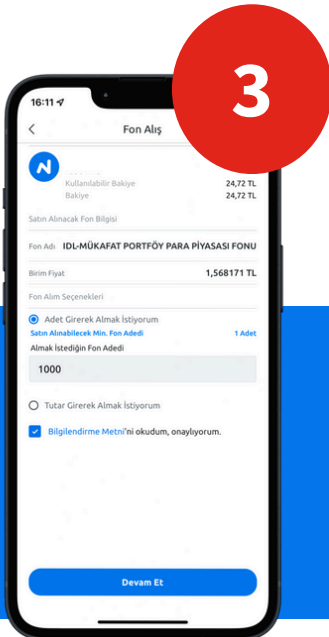 3
16:11
Fon Alış
N
Kullanılabilir Bakiye 24,72 TL
Bakiye 24,72 TL
Satın Alınacak Fon Bilgisi
Fon Adı IDL-MÜKAFAT PORTFÖY PARA PİYASASI FONU
Birim Fiyat 1,568171 TL
Fon Alım Seçenekleri
Adet Girerek Almak İstiyorum
Satın Alınabilecek Min. Fon Adedi 1 Adet
Almak İstediğin Fon Adedi
1000
Tutar Girerek Almak İstiyorum
Bilgilendirme Metni'ni okudum, onaylıyorum.
Devam Et